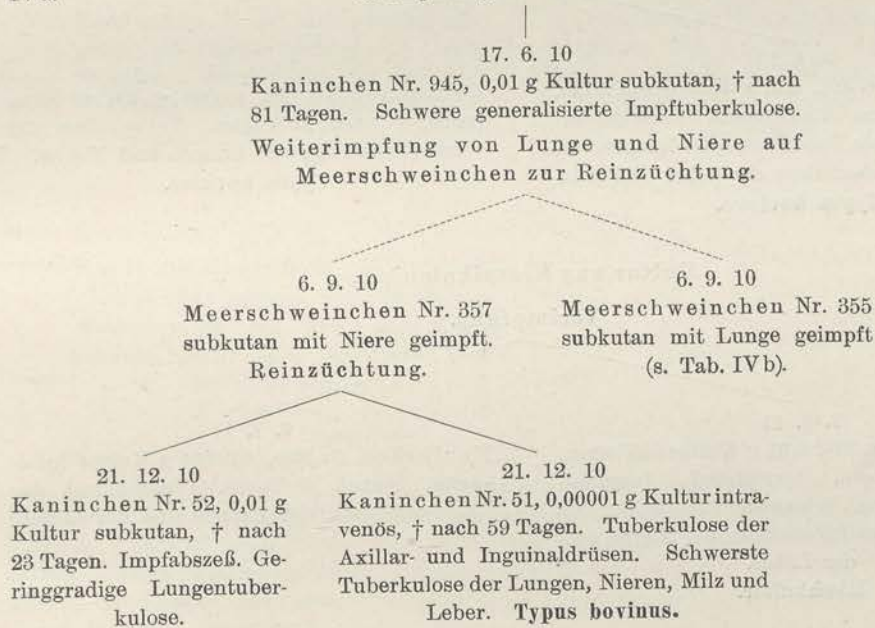 17. 6. 10
Kaninchen Nr. 945, 0,01 g Kultur subkutan, † nach
81 Tagen. Schwere generalisierte Impftuberkulose.
Weiterimpfung von Lunge und Niere auf
Meerschweinchen zur Reinzüchtung.
6. 9. 10
Meerschweinchen Nr. 357
subkutan mit Niere geimpft.
Reinzüchtung.
6. 9. 10
Meerschweinchen Nr. 355
subkutan mit Lunge geimpft
(s. Tab. IV b).
21. 12. 10
Kaninchen Nr. 52, 0,01 g
Kultur subkutan, † nach
23 Tagen. Impfabszeß. Ge-
ringgradige Lungentuber-
kulose.
21. 12. 10
Kaninchen Nr. 51, 0,00001 g Kultur intra-
venös, † nach 59 Tagen. Tuberkulose der
Axillar- und Inguinaldrüsen. Schwerste
Tuberkulose der Lungen, Nieren, Milz und
Leber. Typus bovinus.